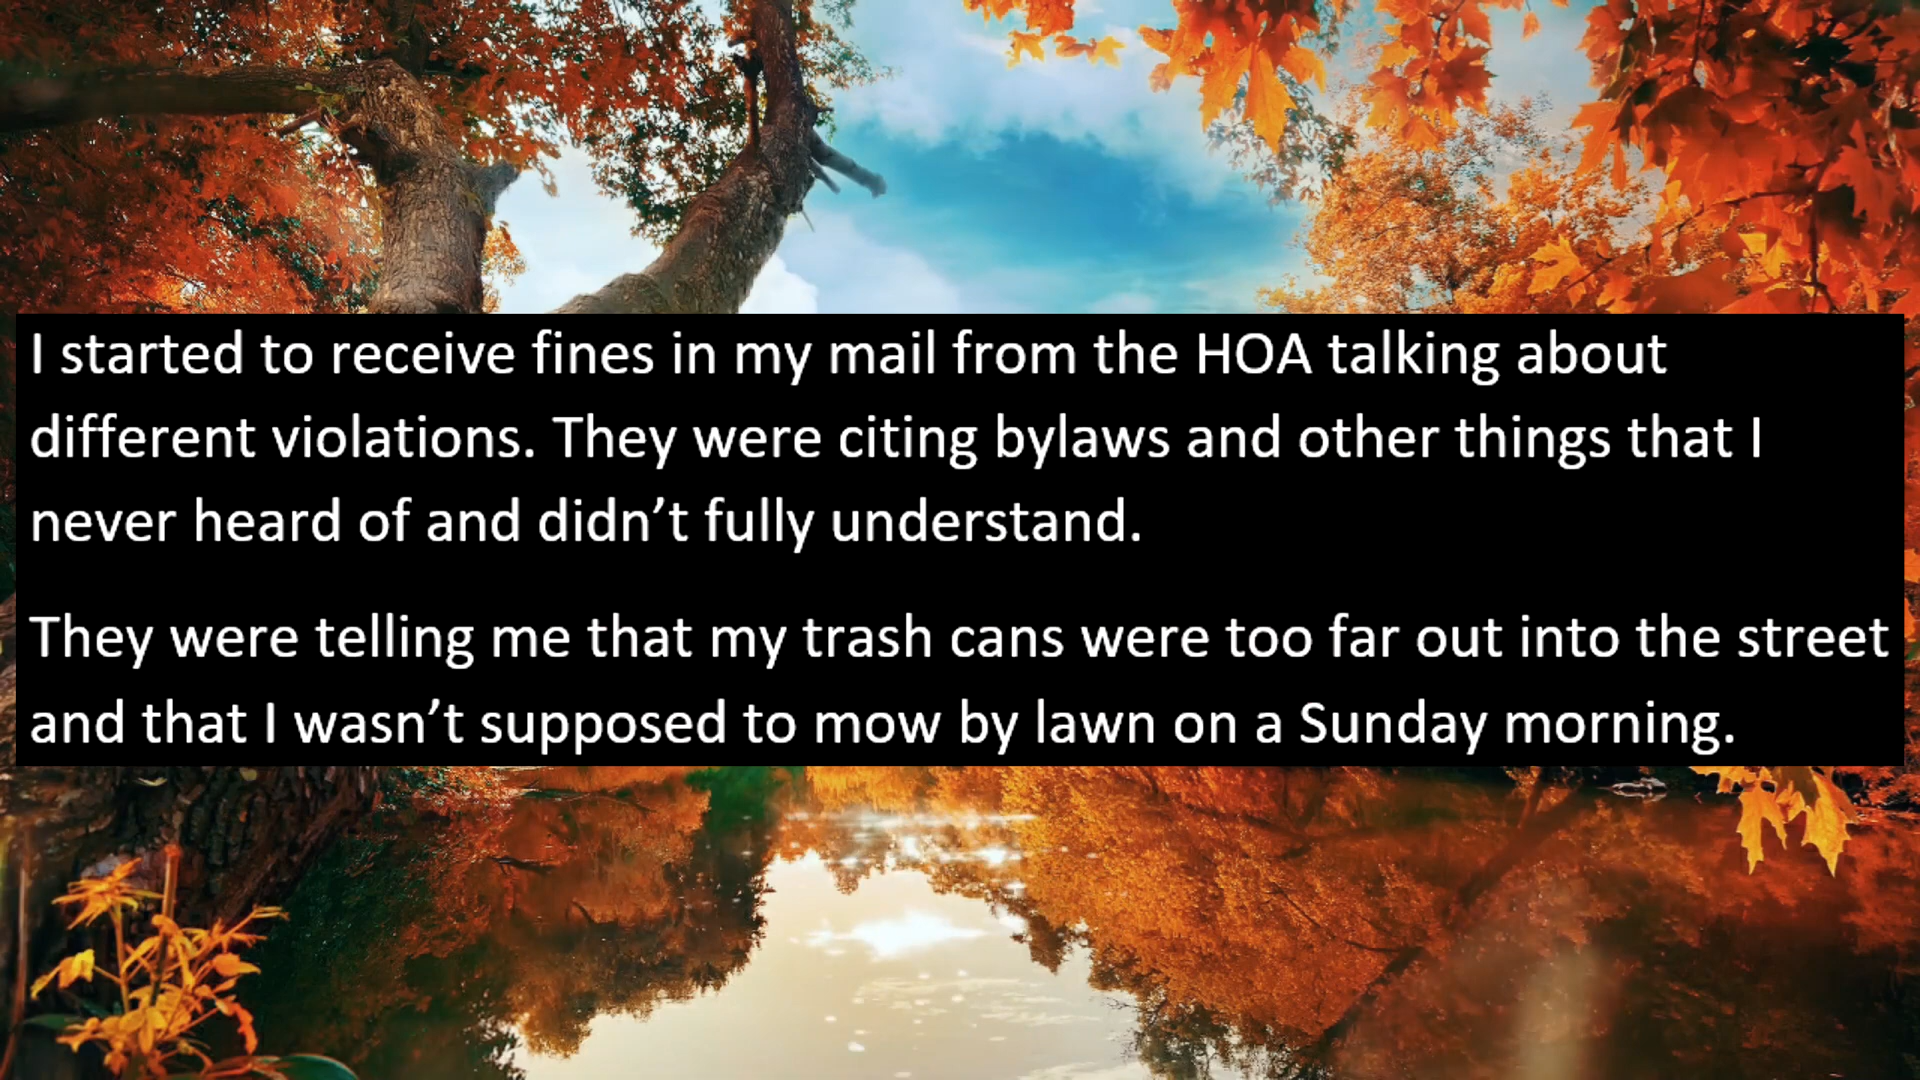 I started to receive fines in my mail from the HOA talking about
different violations. They were citing bylaws and other things that I
never heard of and didn’t fully understand.
They were telling me that my trash cans were too far out into the street
and that I wasn’t supposed to mow by lawn on a Sunday morning.